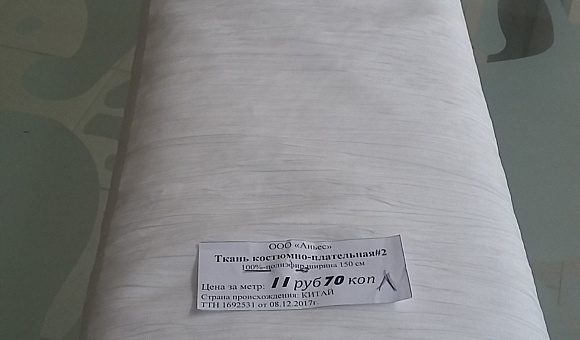 ООО «Аньес»
Ткань костюмно-плательная#2
100%-полиэфир,ширина 150 см
Цена за метр: 11 руб 70 коп
Страна происхождения: КИТАЙ
ТТН 1692531 от 08.12.2017г.